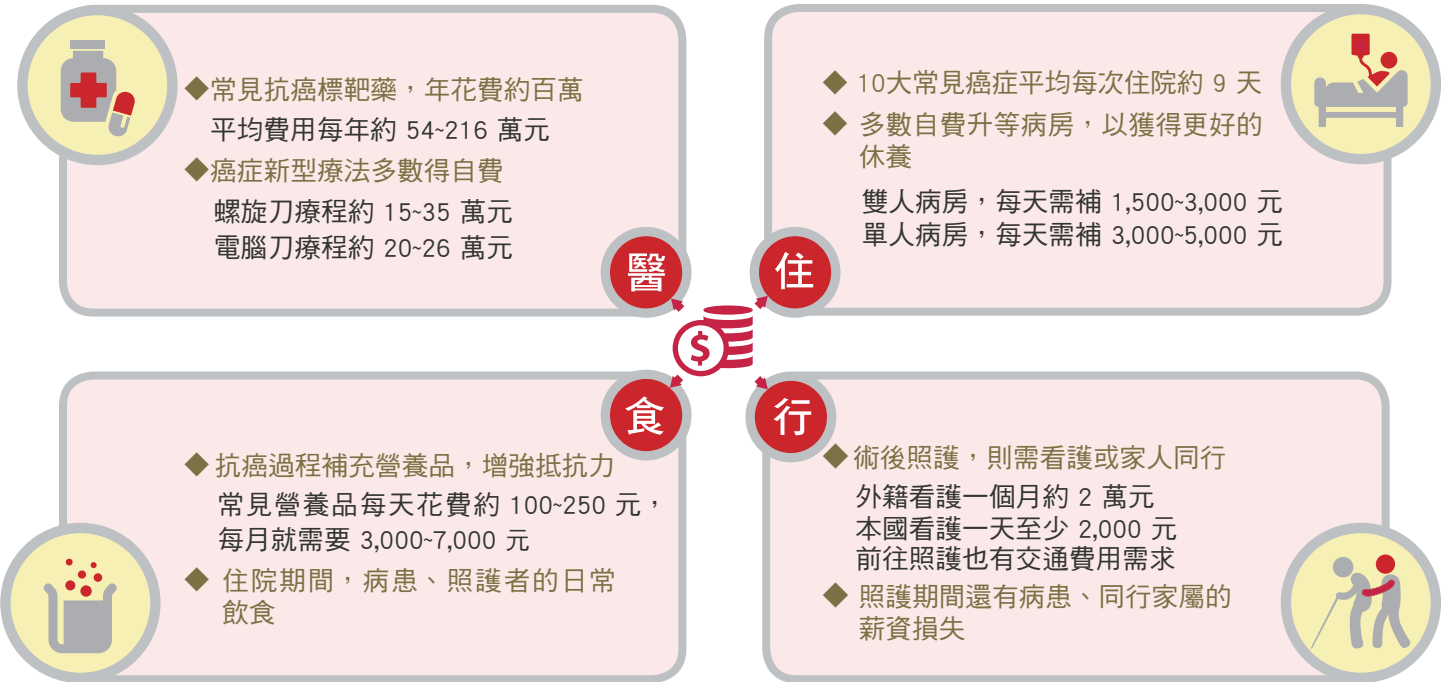 ◆常見抗癌標靶藥，年花費約百萬
平均費用每年約 54~216 萬元
◆癌症新型療法多數得自費
螺旋刀療程約 15~35 萬元
電腦刀療程約 20~26 萬元
醫
◆ 10大常見癌症平均每次住院約 9 天
◆ 多數自費升等病房，以獲得更好的
休養
雙人病房，每天需補 1,500~3,000 元
單人病房，每天需補 3,000~5,000 元
住
$
食
◆ 抗癌過程補充營養品，增強抵抗力
常見營養品每天花費約 100~250 元，
每月就需要 3,000~7,000 元
◆ 住院期間，病患、照護者的日常
飲食
行
◆ 術後照護，則需看護或家人同行
外籍看護一個月約 2 萬元
本國看護一天至少 2,000 元
前往照護也有交通費用需求
◆ 照護期間還有病患、同行家屬的
薪資損失